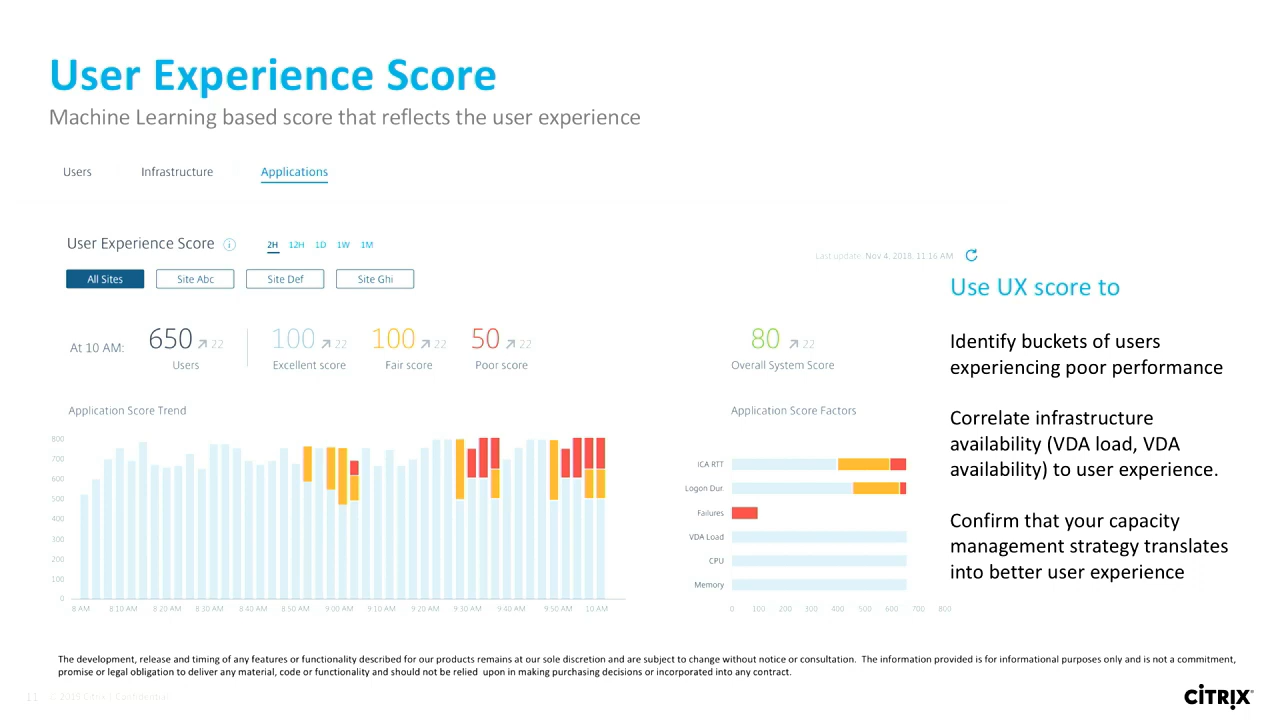 User Experience Score
Machine Learning based score that reflects the user experience
Users Infrastructure Applications
User Experience Score i 2H 12H 1D 1W 1M
Last update: Nov 4, 2018, 11:16 AM
All Sites Site Abc Site Def Site Ghi
At 10 AM: 650 22 100 22 100 22 50 22 80 22
Users Excellent score Fair score Poor score Overall System Score
Application Score Trend
800
700
600
500
400
300
200
100
0
8 AM 8:10 AM 8:20 AM 8:30 AM 8:40 AM 8:50 AM 9:00 AM 9:10 AM 9:20 AM 9:30 AM 9:40 AM 9:50 AM 10 AM
Application Score Factors
ICA RTT
Logon Dur.
Failures
VDA Load
CPU
Memory
0 100 200 300 400 500 600 700 800
Use UX score to
Identify buckets of users
experiencing poor performance
Correlate infrastructure
availability (VDA load, VDA
availability) to user experience.
Confirm that your capacity
management strategy translates
into better user experience
The development, release and timing of any features or functionality described for our products remains at our sole discretion and are subject to change without notice or consultation.  The information provided is for informational purposes only and is not a commitment,
promise or legal obligation to deliver any material, code or functionality and should not be relied  upon in making purchasing decisions or incorporated into any contract.
11 © 2015 Citrix | Confidential
CİTRIX